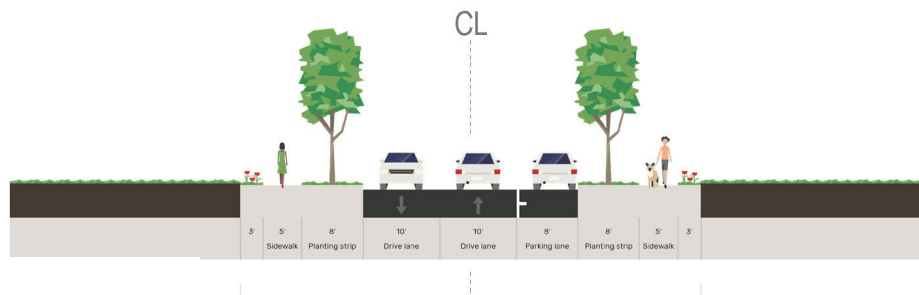 CL
3' 5' 8' 10' 10' 8' 8' 5' 3'
Sidewalk Planting strip Drive lane Drive lane Parking lane Planting strip Sidewalk